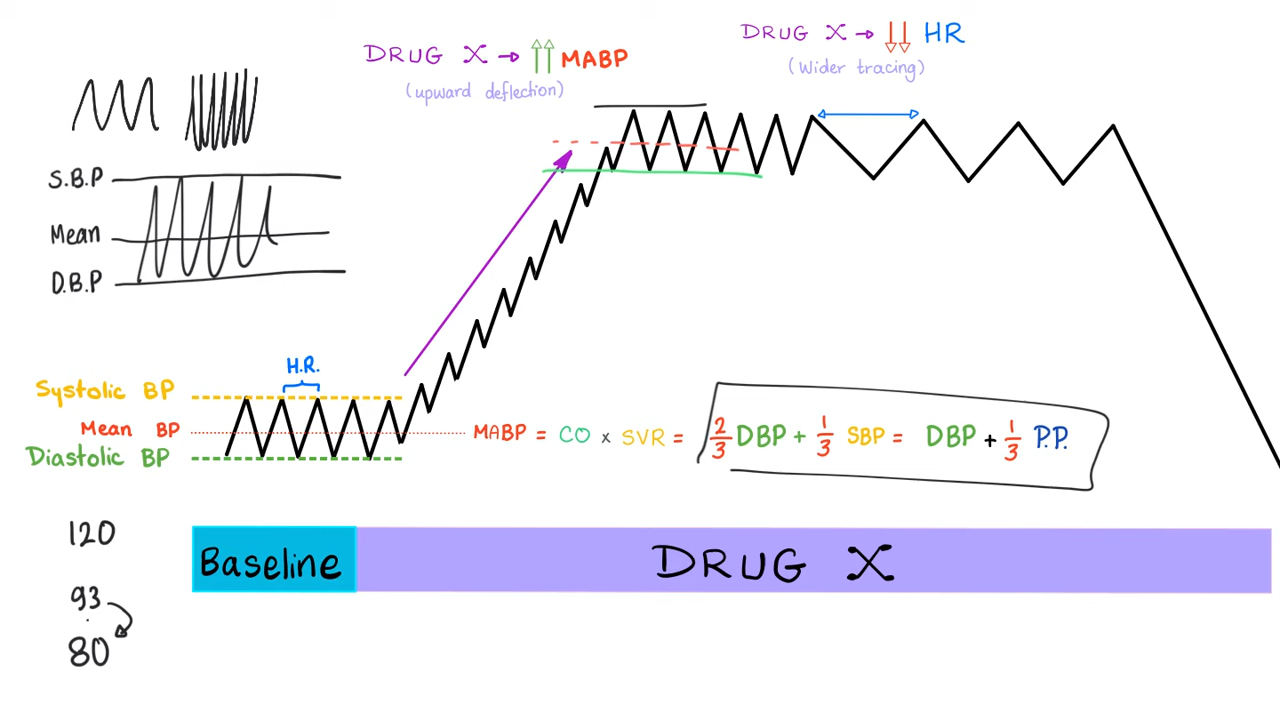 DRUG X → ↓↓ HR
(Wider tracing)
DRUG X → ↑↑ MABP
(upward deflection)
S.B.P
Mean
D.B.P
H.R.
Systolic BP
Mean BP
Diastolic BP
MABP = CO x SVR = 2/3 DBP + 1/3 SBP = DBP + 1/3 P.P.
120
93
80
Baseline
DRUG X